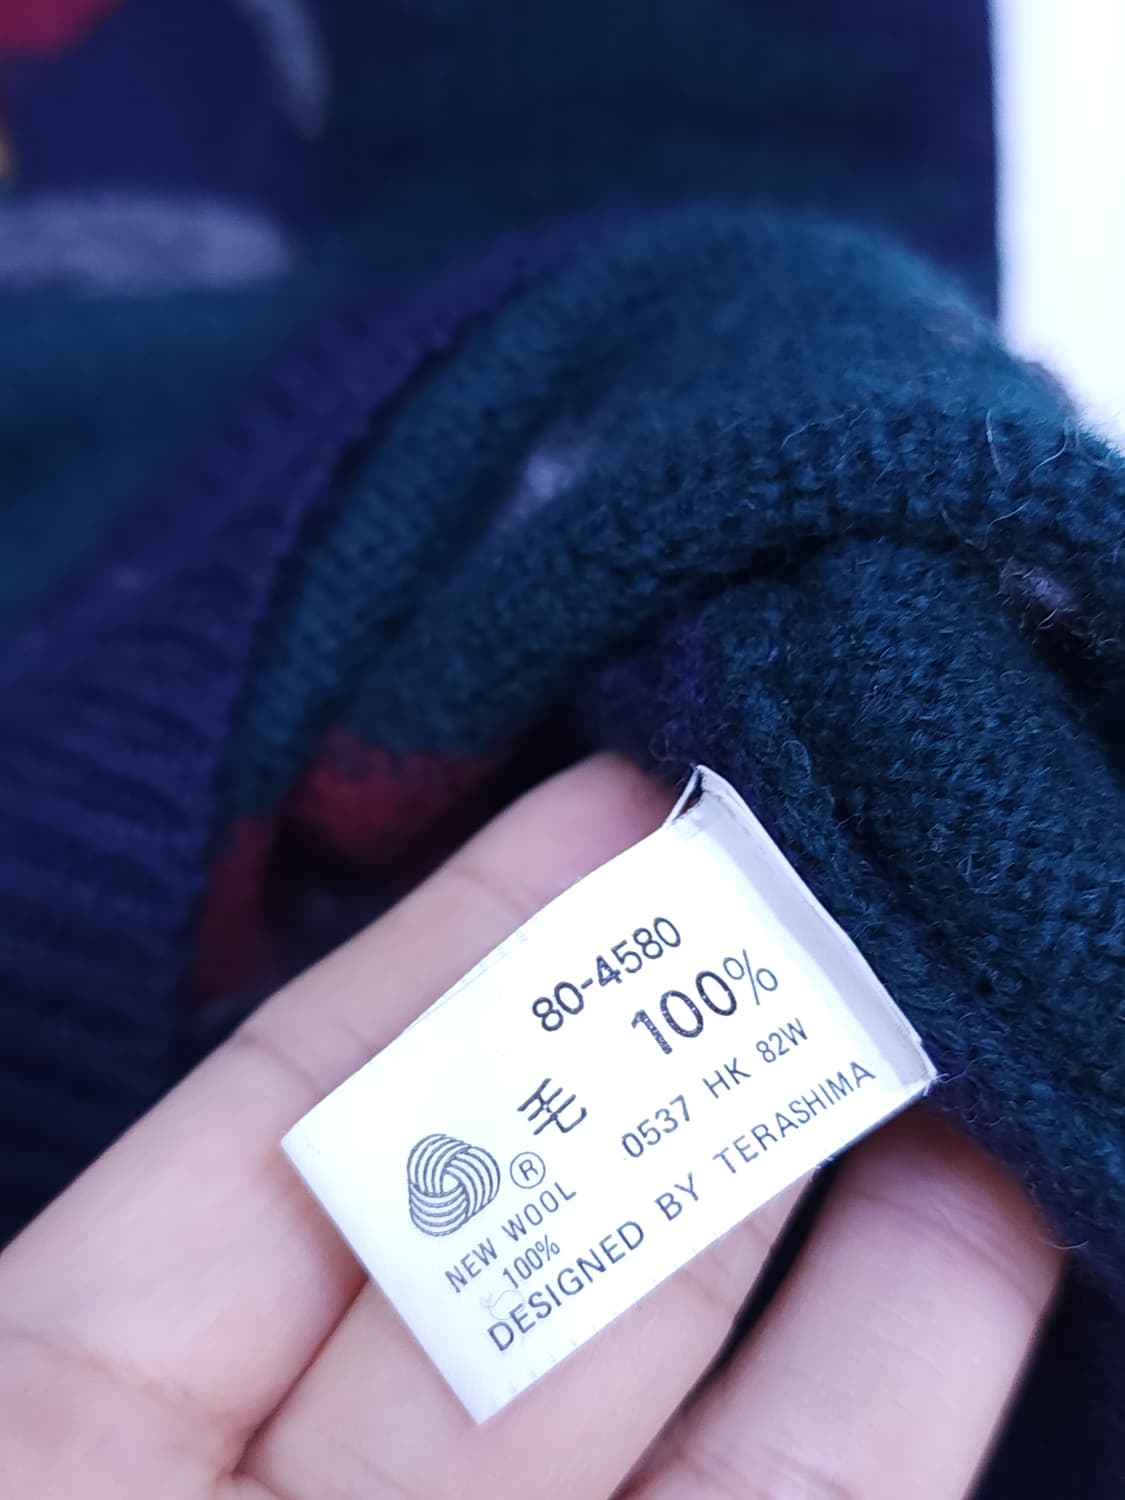 80-4580
毛 100%
0537 HK 82W
®
NEW WOOL
100%
DESIGNED BY TERASHIMA